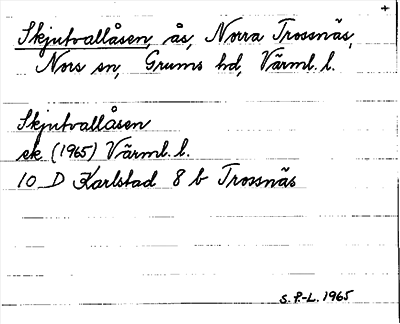 +
Skjutvallåsen, ås, Norra Trossnäs,
Nors sn, Grums hd, Värml. l.
Skjutvallåsen
ek (1965) Värml. l.
10 D Karlstad 8 b Trossnäs
S. F-L. 1965